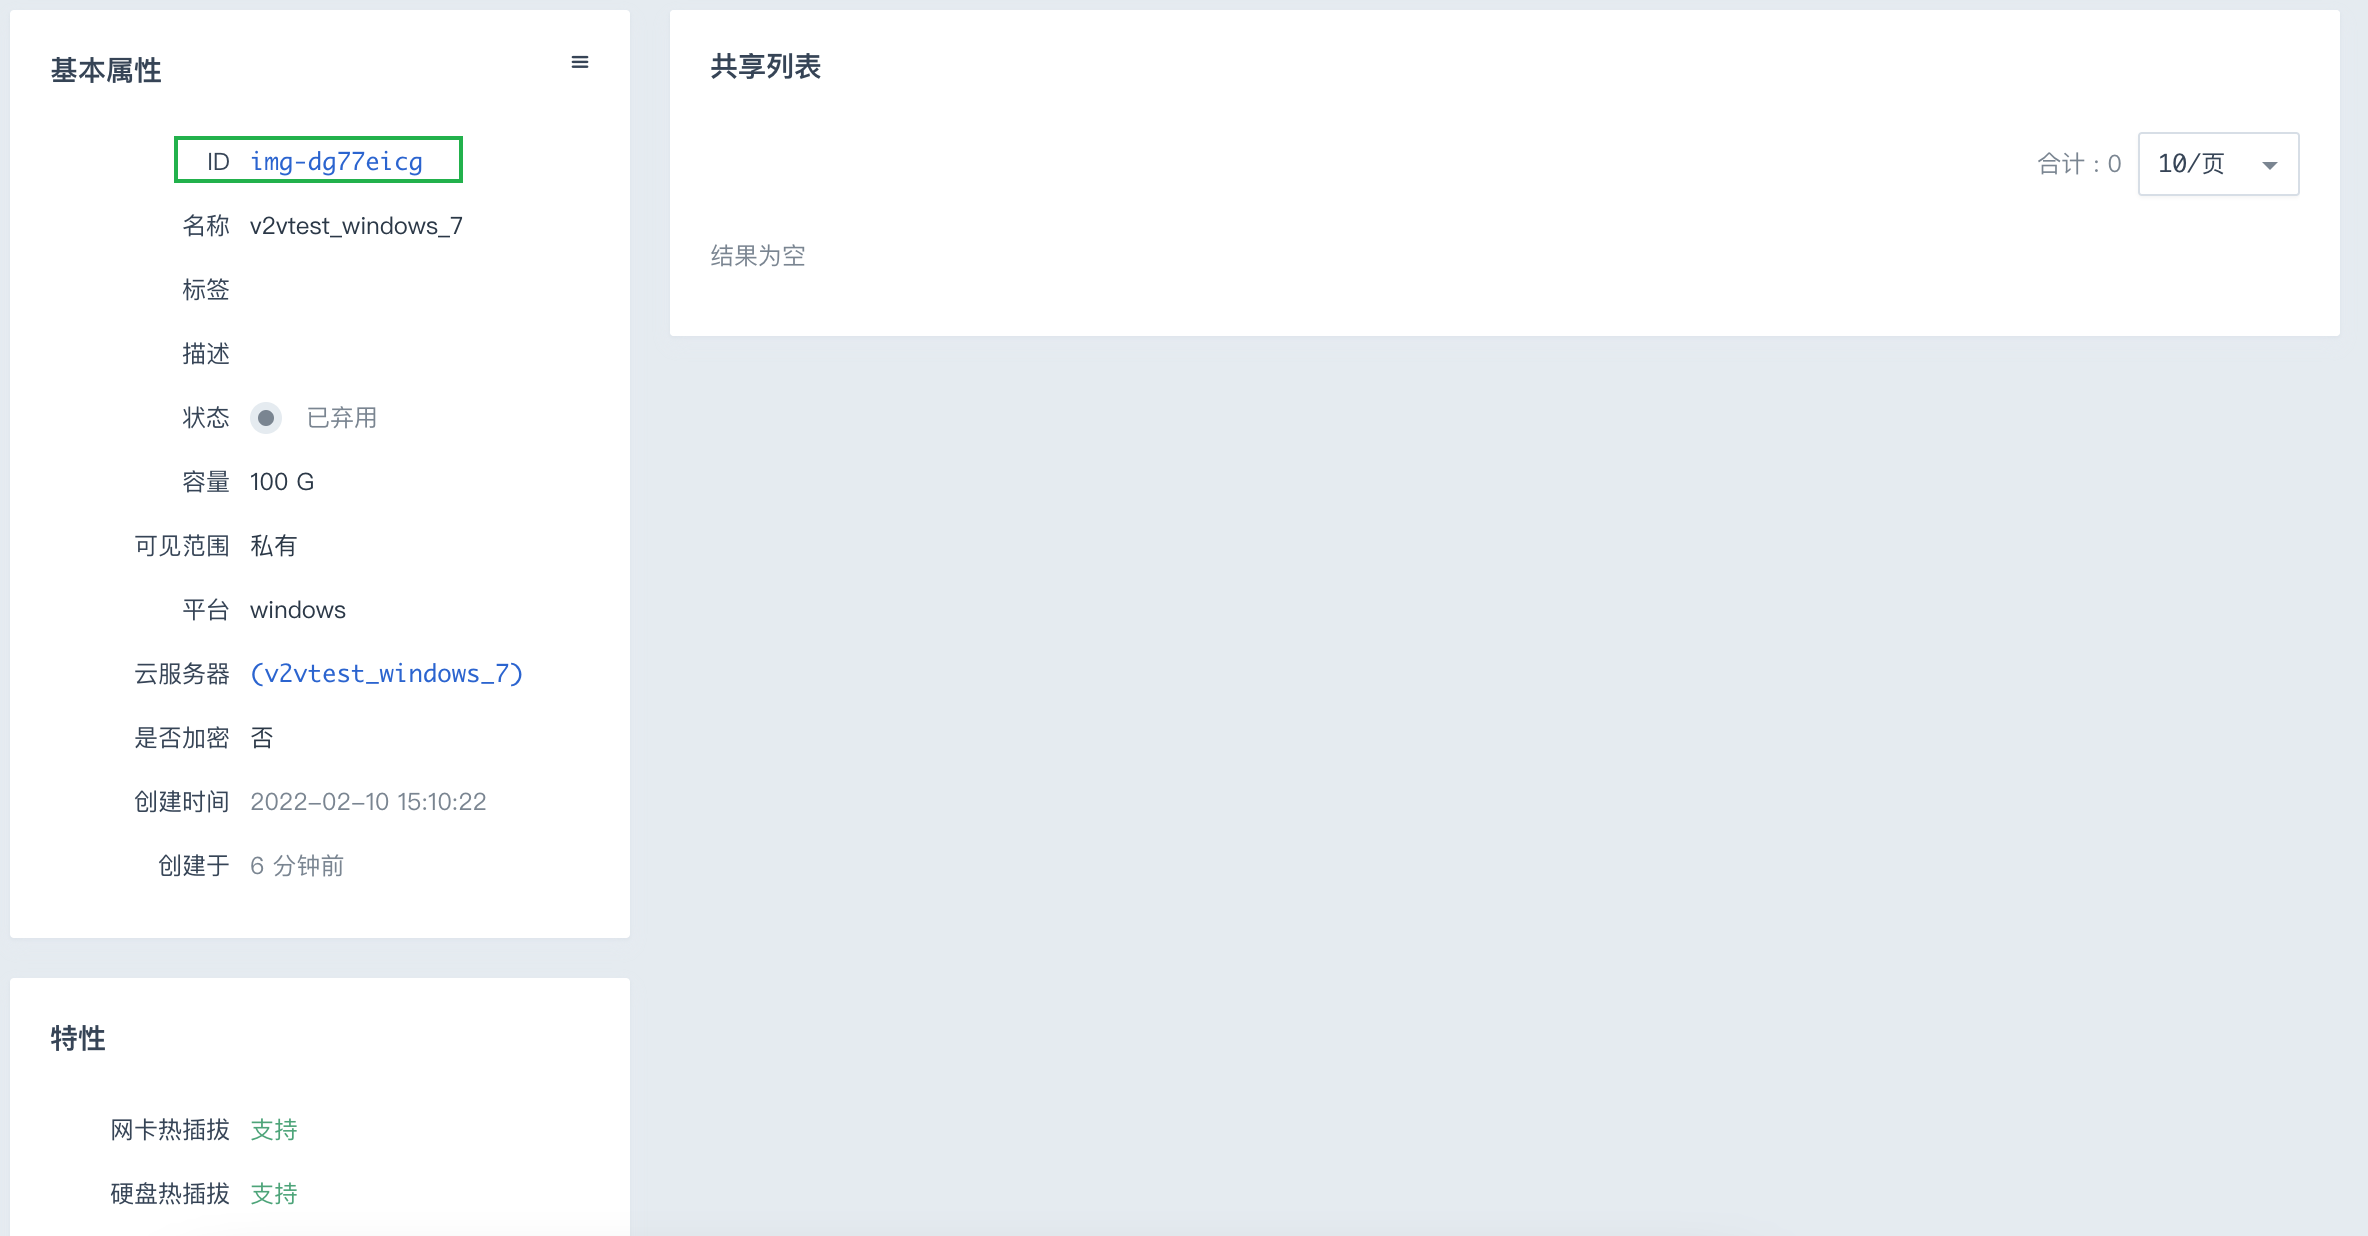 基本属性
ID img-dg77eicg
名称 v2vtest_windows_7
标签
描述
状态 已弃用
容量 100 G
可见范围 私有
平台 windows
云服务器 (v2vtest_windows_7)
是否加密 否
创建时间 2022-02-10 15:10:22
创建于 6 分钟前
特性
网卡热插拔 支持
硬盘热插拔 支持
共享列表
合计：0 10/页
结果为空